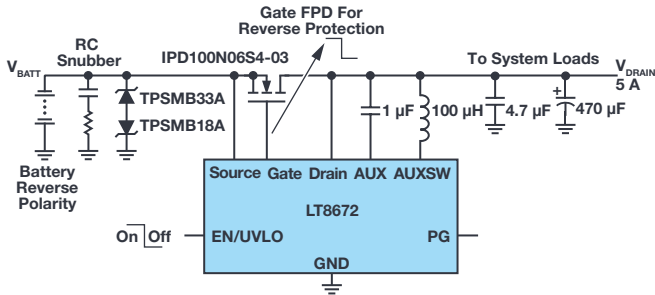 Gate FPD For
Reverse Protection
RC
Snubber
IPD100N06S4-03
VBATT
To System Loads
VDRAIN
5 A
TPSMB33A
TPSMB18A
1 µF
100 µH
4.7 µF
+
470 µF
Battery
Reverse
Polarity
Source Gate Drain AUX AUXSW
LT8672
On Off
EN/UVLO
PG
GND